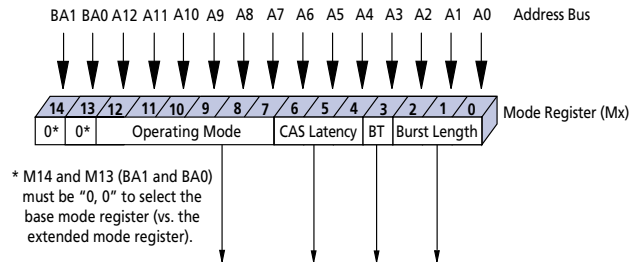 BA1 BA0 A12 A11 A10 A9 A8 A7 A6 A5 A4 A3 A2 A1 A0 Address Bus
14 13 12 11 10 9 8 7 6 5 4 3 2 1 0 Mode Register (Mx)
0* 0* Operating Mode CAS Latency BT Burst Length
* M14 and M13 (BA1 and BA0)
must be "0, 0" to select the
base mode register (vs. the
extended mode register).